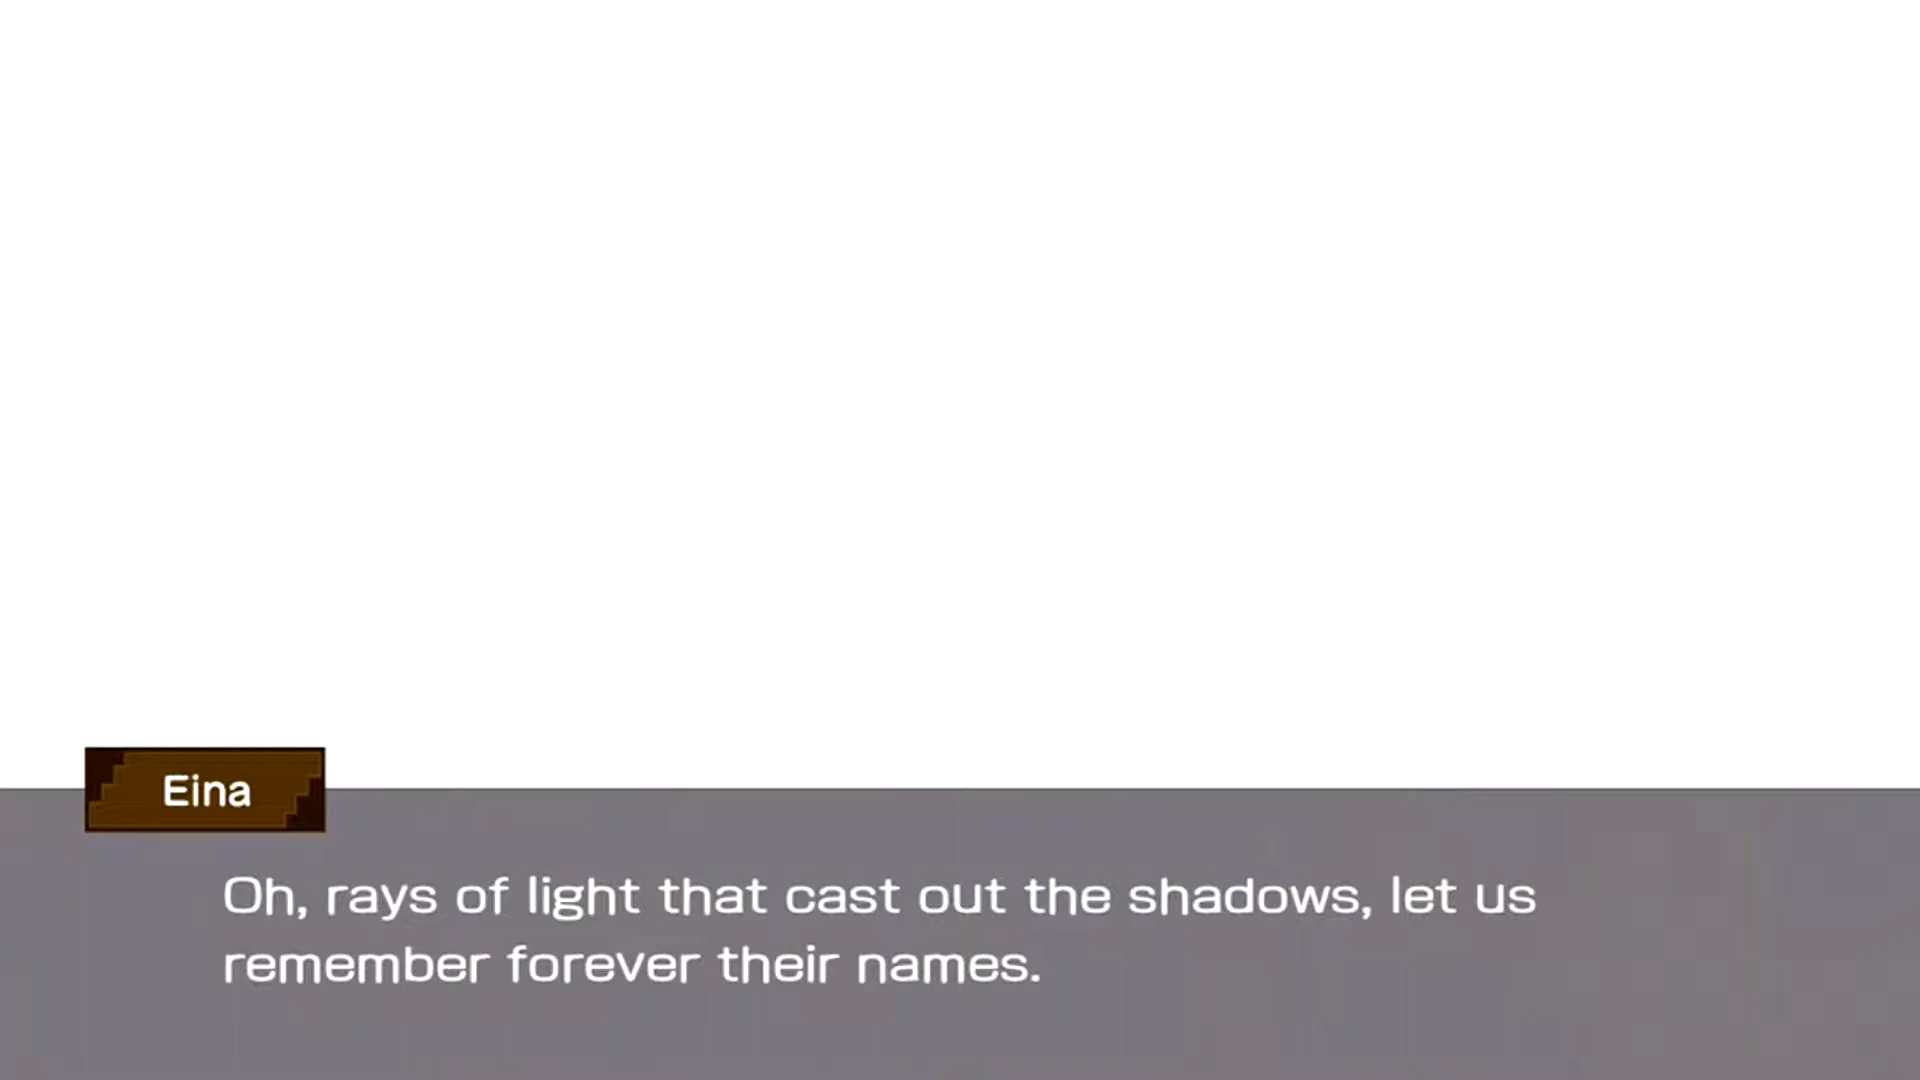 Eina
Oh, rays of light that cast out the shadows, let us
remember forever their names.